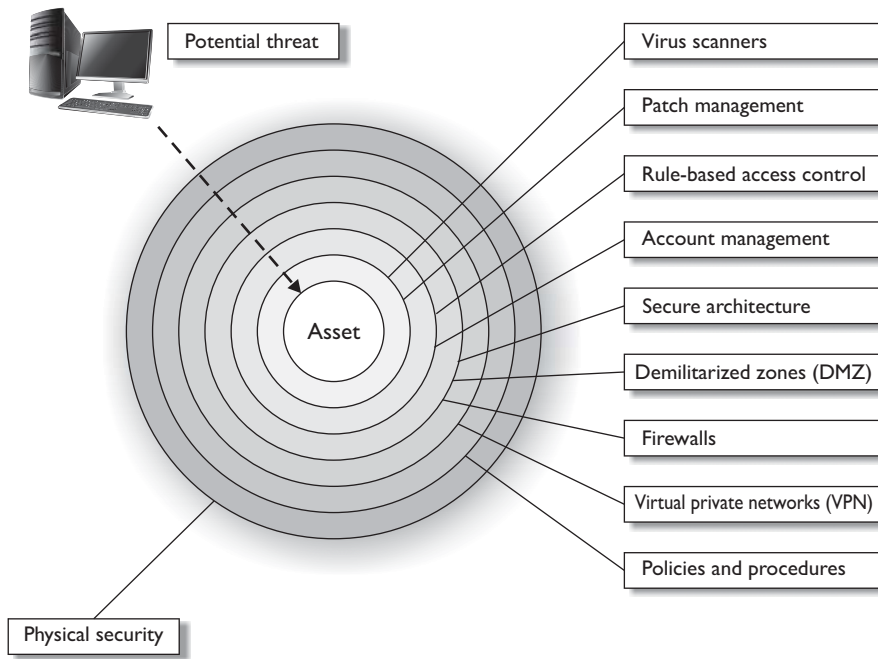 Potential threat
Virus scanners
Patch management
Rule-based access control
Account management
Asset
Secure architecture
Demilitarized zones (DMZ)
Firewalls
Virtual private networks (VPN)
Policies and procedures
Physical security